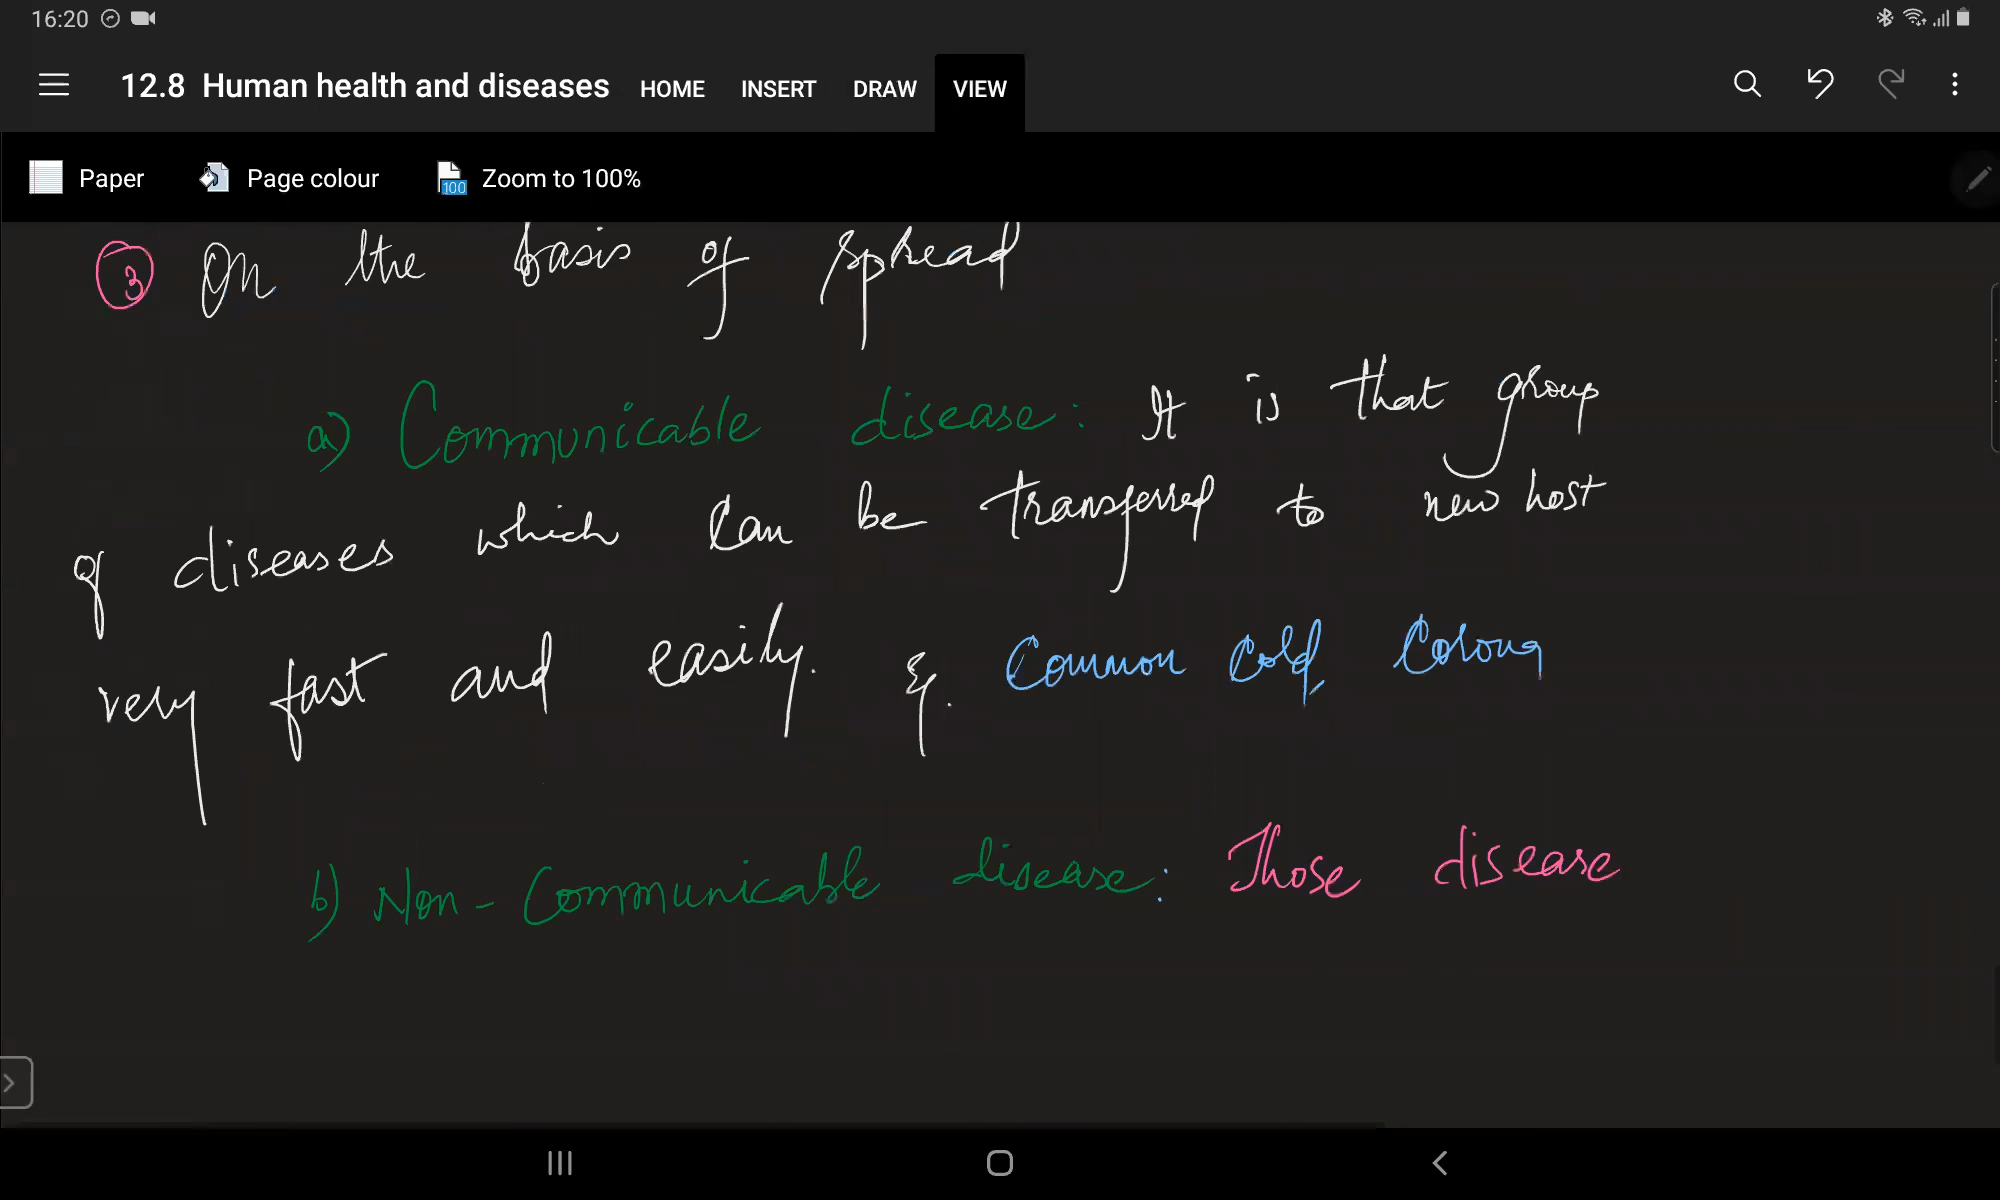 16:20
12.8 Human health and diseases HOME INSERT DRAW VIEW
Paper Page colour Zoom to 100%
3 On the basis of spread
a) Communicable disease: It is that group
of diseases which can be transferred to new host
very fast and easily. Eg. Common cold, Corona
b) Non-Communicable disease: Those disease